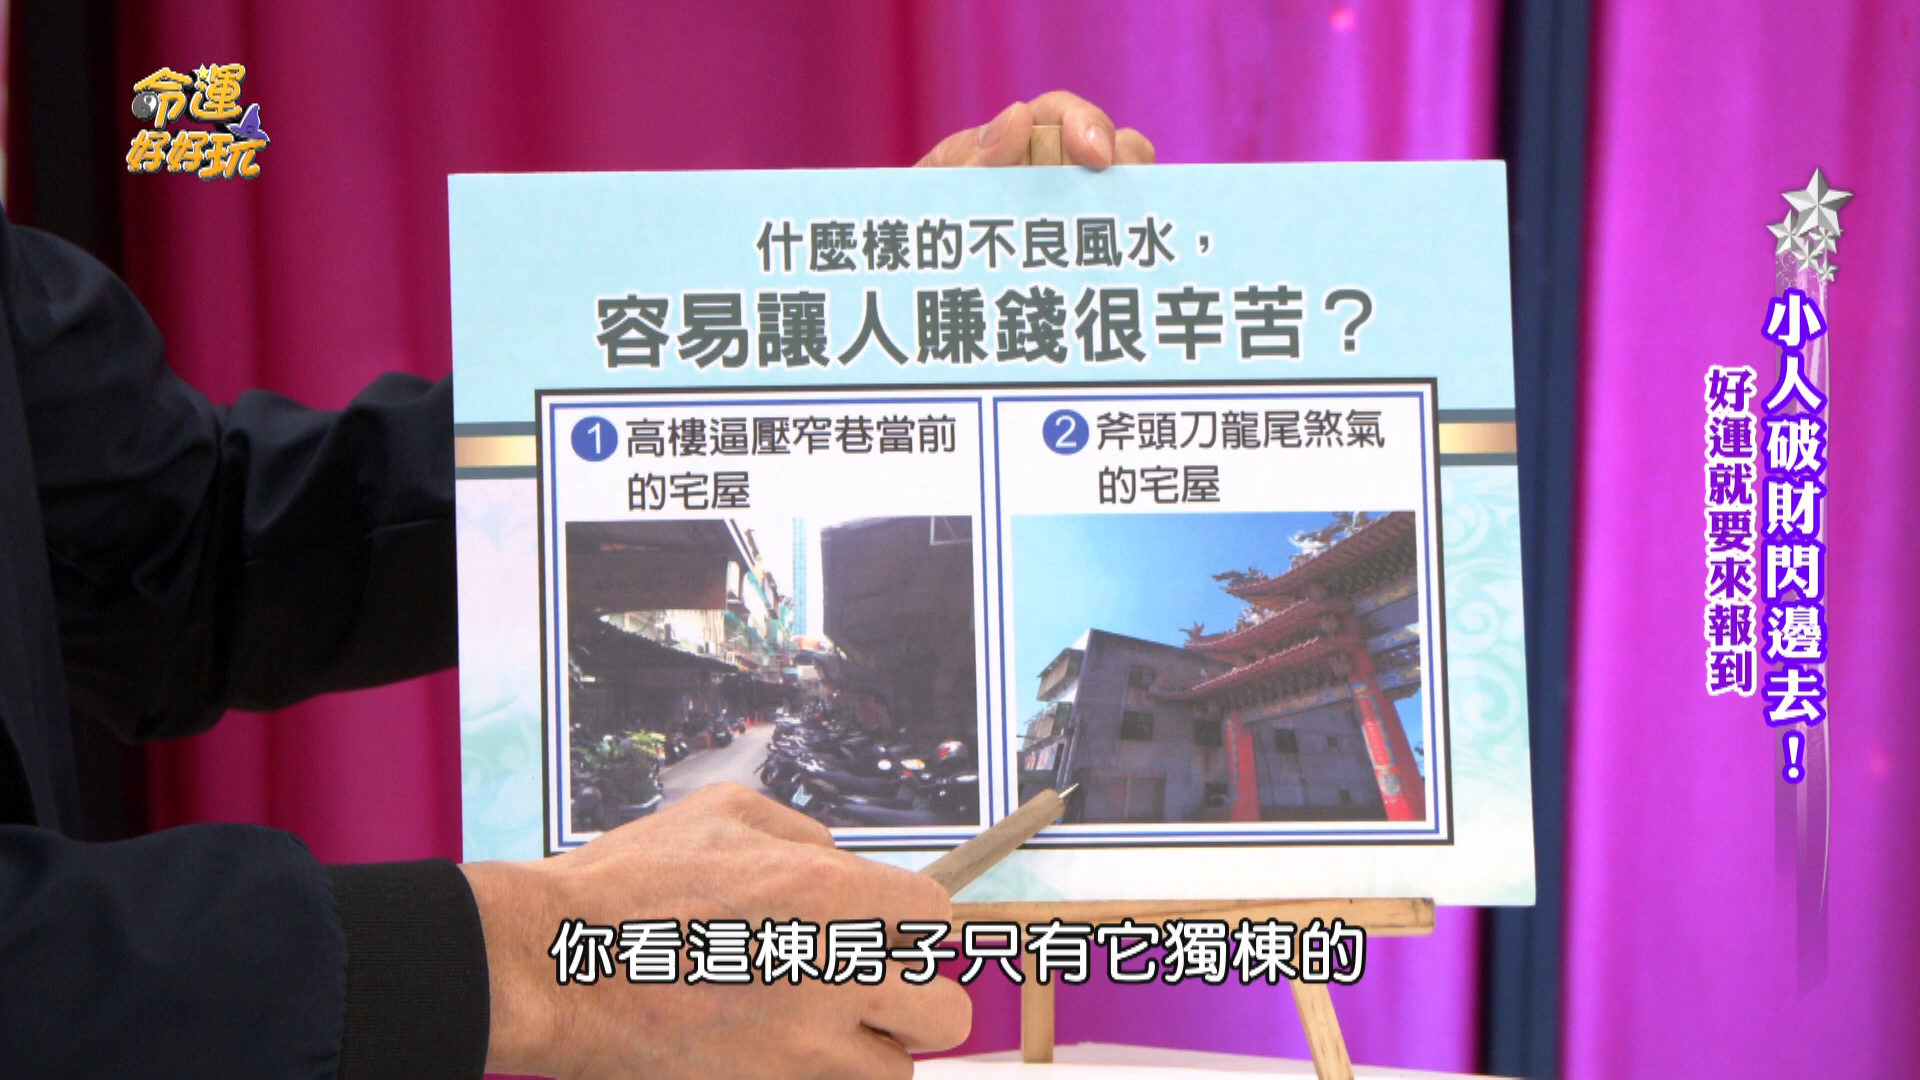 命運
好好玩
什麼樣的不良風水，
容易讓人賺錢很辛苦？
1 高樓逼壓窄巷當前
的宅屋
2 斧頭刀龍尾煞氣
的宅屋
小人破財閃邊去！
好運就要來報到
你看這棟房子只有它獨棟的